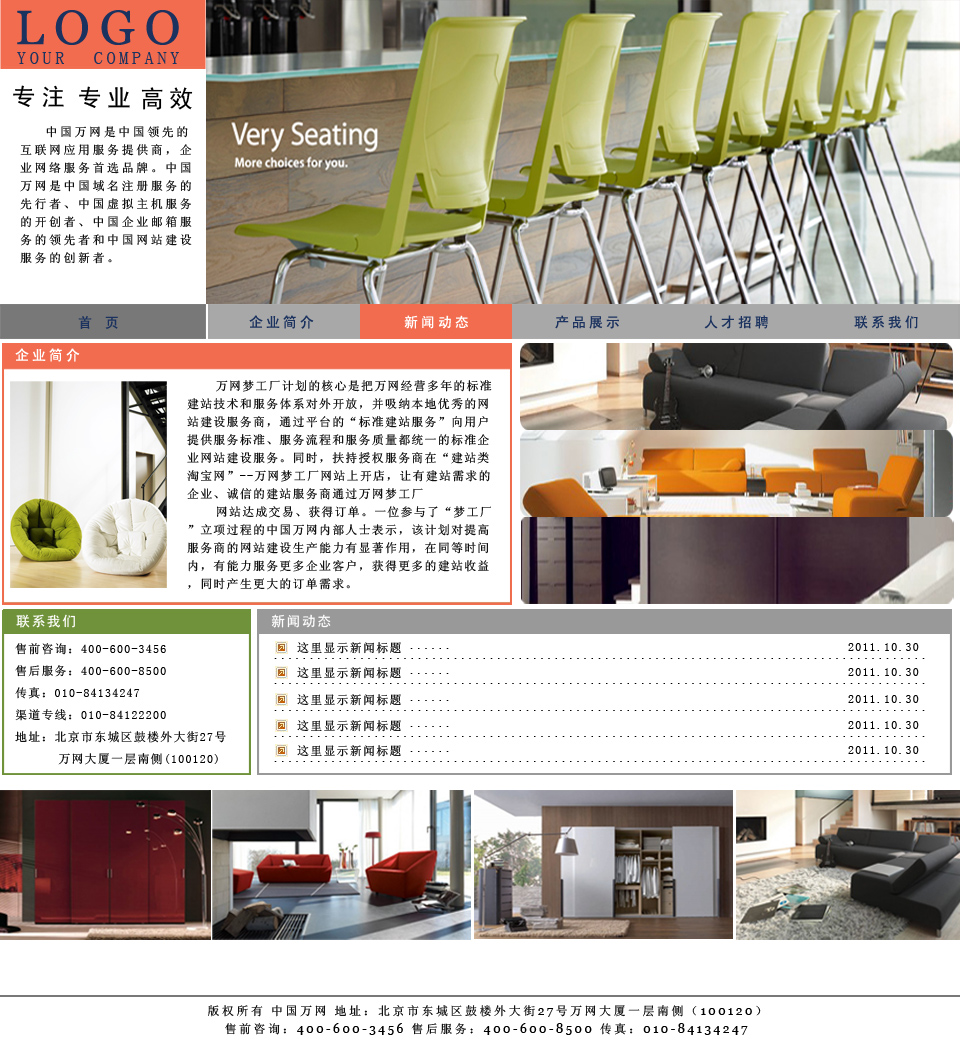 LOGO
YOUR COMPANY
专注 专业 高效
中国万网是中国领先的
互联网应用服务提供商，企
业网络服务首选品牌。中国
万网是中国域名注册服务的
先行者、中国虚拟主机服务
的开创者、中国企业邮箱服
务的领先者和中国网站建设
服务的创新者。
Very Seating
More choices for you.
首 页 企业简介 新闻动态 产品展示 人才招聘 联系我们
企业简介
万网梦工厂计划的核心是把万网经营多年的标准
建站技术和服务体系对外开放，并吸纳本地优秀的网
站建设服务商，通过平台的“标准建站服务”向用户
提供服务标准、服务流程和服务质量都统一的标准企
业网站建设服务。同时，扶持授权服务商在“建站类
淘宝网”--万网梦工厂网站上开店，让有建站需求的
企业、诚信的建站服务商通过万网梦工厂
网站达成交易、获得订单。一位参与了“梦工厂
”立项过程的中国万网内部人士表示，该计划对提高
服务商的网站建设生产能力有显著作用，在同等时间
内，有能力服务更多企业客户，获得更多的建站收益
，同时产生更大的订单需求。
联系我们
售前咨询：400-600-3456
售后服务：400-600-8500
传真：010-84134247
渠道专线：010-84122200
地址：北京市东城区鼓楼外大街27号
万网大厦一层南侧(100120)
新闻动态
这里显示新闻标题 ······ 2011.10.30
这里显示新闻标题 ······ 2011.10.30
这里显示新闻标题 ······ 2011.10.30
这里显示新闻标题 ······ 2011.10.30
这里显示新闻标题 ······ 2011.10.30
版权所有 中国万网 地址：北京市东城区鼓楼外大街27号万网大厦一层南侧（100120）
售前咨询：400-600-3456 售后服务：400-600-8500 传真：010-84134247